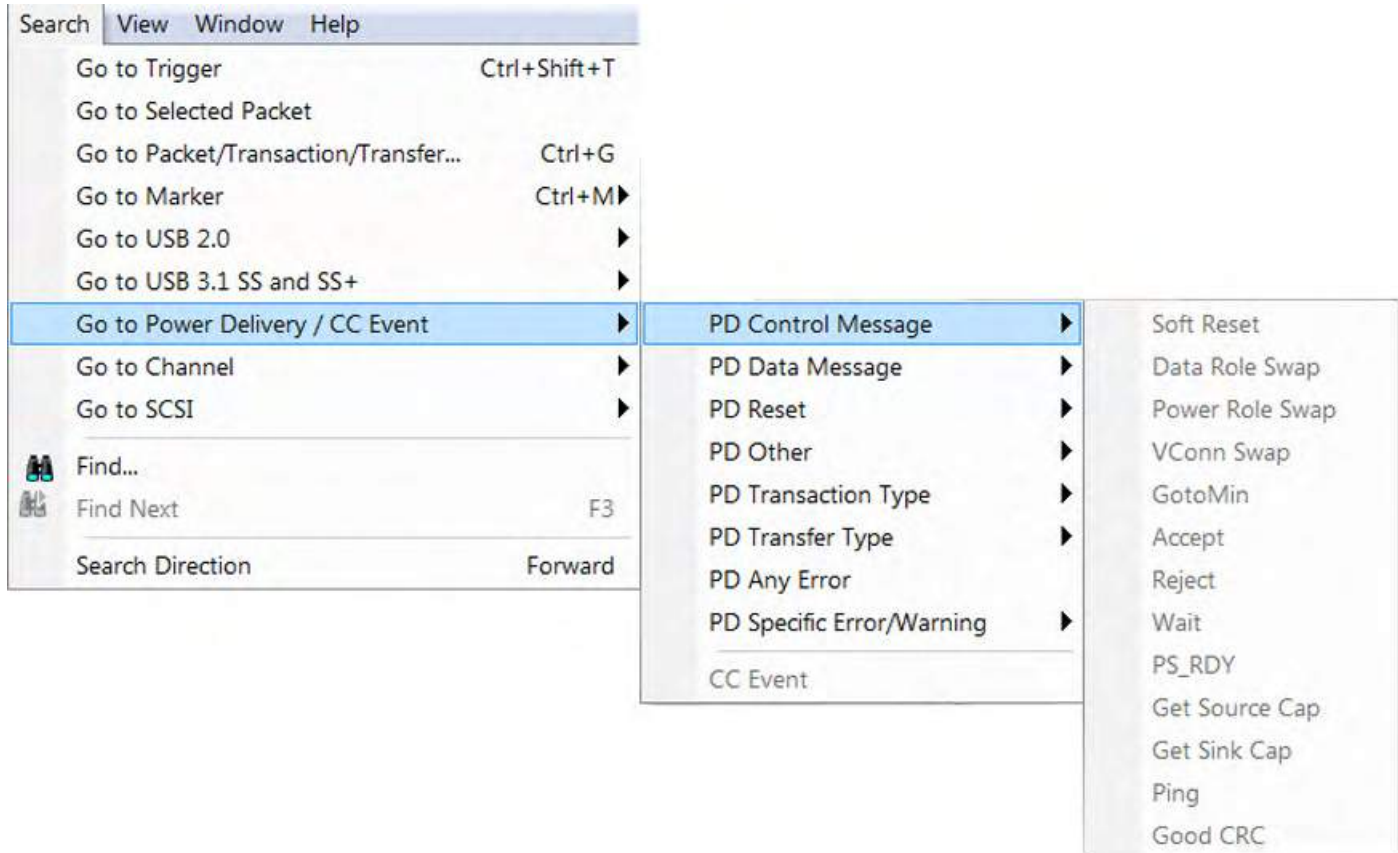 Search View Window Help
Go to Trigger Ctrl+Shift+T
Go to Selected Packet
Go to Packet/Transaction/Transfer... Ctrl+G
Go to Marker Ctrl+M
Go to USB 2.0
Go to USB 3.1 SS and SS+
Go to Power Delivery / CC Event
Go to Channel
Go to SCSI
Find...
Find Next F3
Search Direction Forward
PD Control Message
PD Data Message
PD Reset
PD Other
PD Transaction Type
PD Transfer Type
PD Any Error
PD Specific Error/Warning
CC Event
Soft Reset
Data Role Swap
Power Role Swap
VConn Swap
GotoMin
Accept
Reject
Wait
PS_RDY
Get Source Cap
Get Sink Cap
Ping
Good CRC